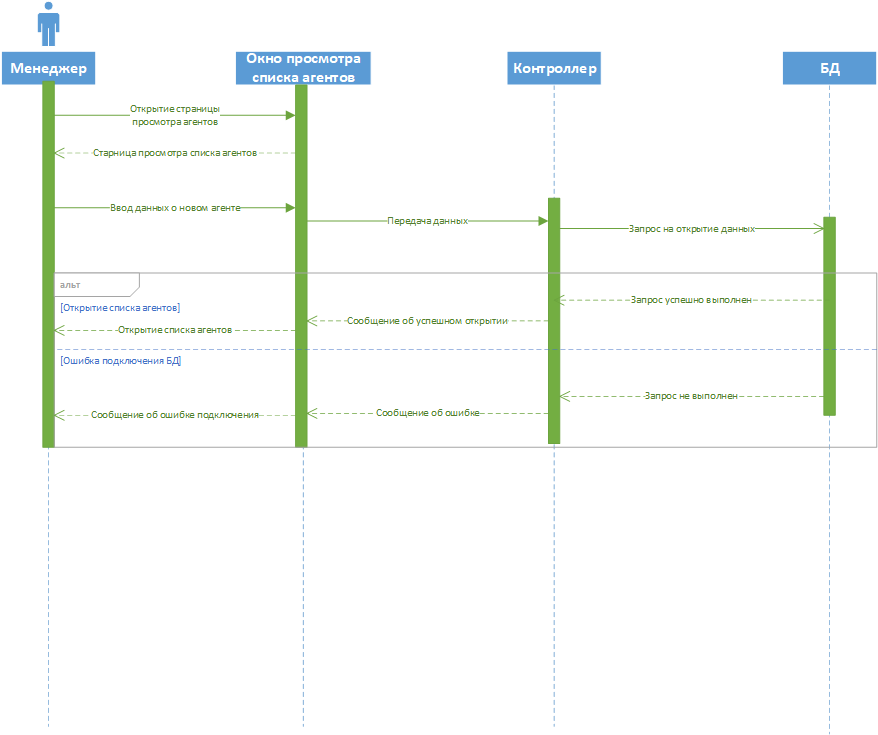 Менеджер
Окно просмотра
списка агентов
Контроллер
БД
Открытие страницы
просмотра агентов
Старница просмотра списка агентов
Ввод данных о новом агенте
Передача данных
Запрос на открытие данных
альт
[Открытие списка агентов]
Запрос успешно выполнен
Сообщение об успешном открытии
Открытие списка агентов
[Ошибка подключения БД]
Запрос не выполнен
Сообщение об ошибке
Сообщение об ошибке подключения